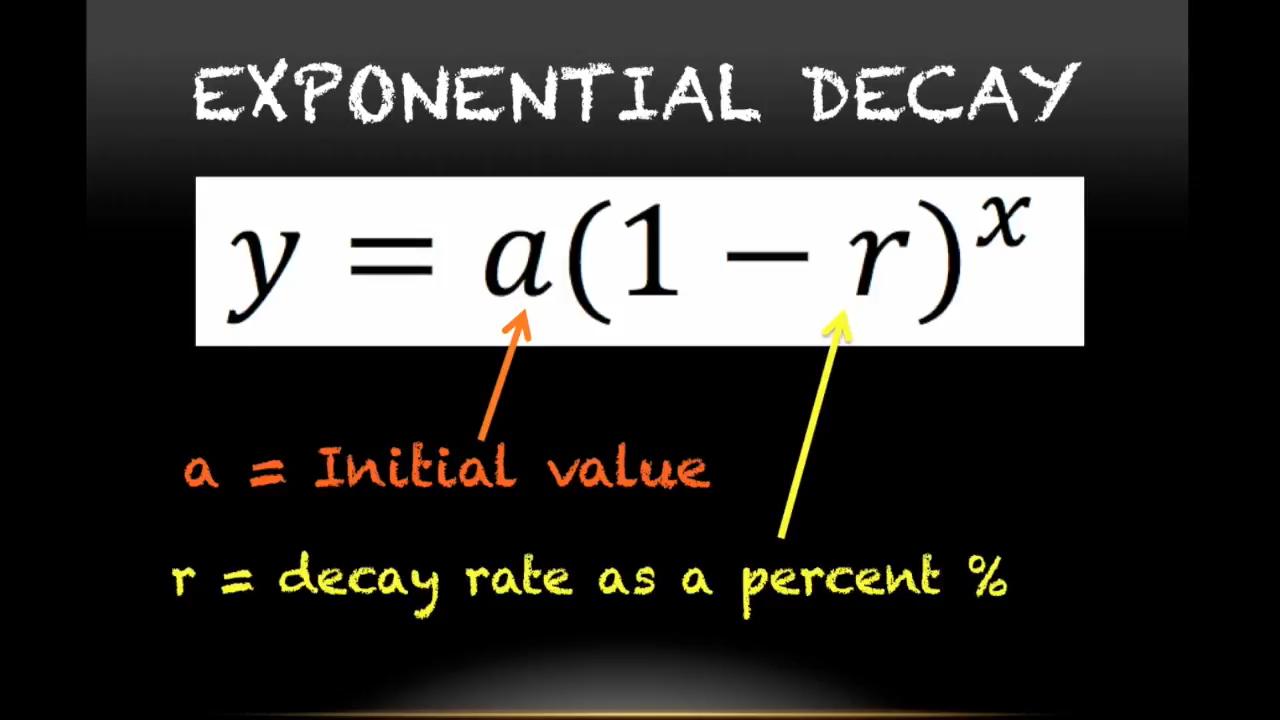 EXPONENTIAL DECAY
y = a(1 − r)^x
a = Initial value
r = decay rate as a percent %